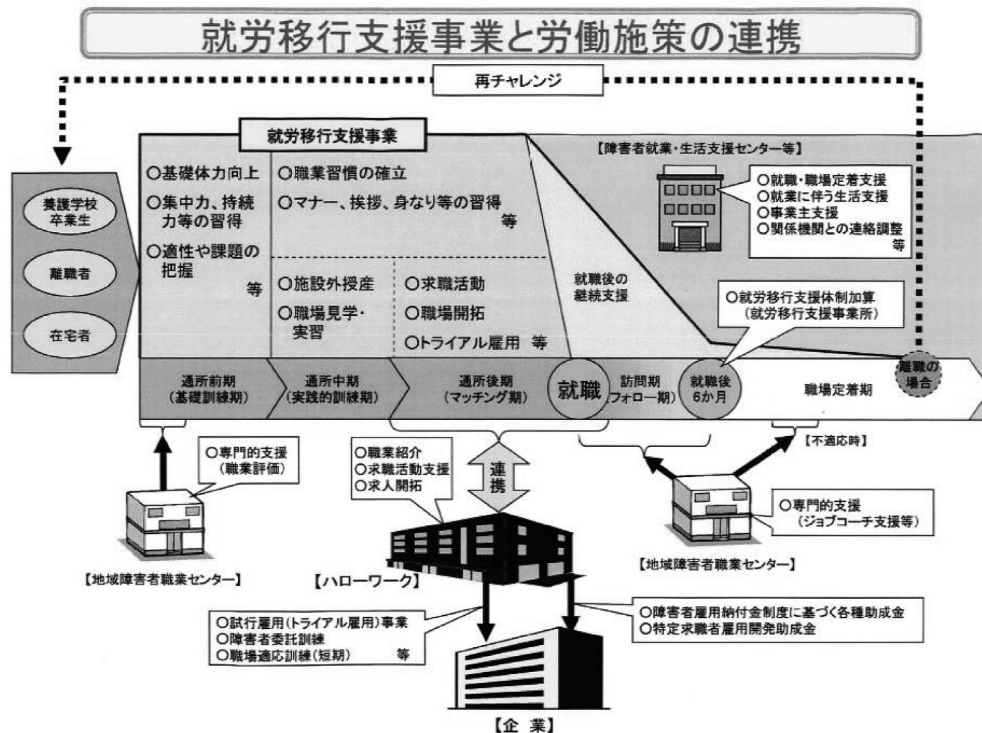 就労移行支援事業と労働施策の連携
再チャレンジ
就労移行支援事業
養護学校
卒業生
離職者
在宅者
○基礎体力向上
○集中力、持続
力等の習得
○適性や課題の
把握
等
○職業習慣の確立
○マナー、挨拶、身なり等の習得
等
○施設外授産
○職場見学・
実習
○求職活動
○職場開拓
○トライアル雇用 等
就職後の
継続支援
【障害者就業・生活支援センター等】
○就職・職場定着支援
○就業に伴う生活支援
○事業主支援
○関係機関との連絡調整
等
○就労移行支援体制加算
(就労移行支援事業所)
通所前期
(基礎訓練期)
通所中期
(実践的訓練期)
通所後期
(マッチング期)
就職
訪問期
(フォロー期)
就職後
6か月
職場定着期
離職の
場合
【不適応時】
○専門的支援
(職業評価)
【地域障害者職業センター】
○職業紹介
○求職活動支援
○求人開拓
連携
【ハローワーク】
○専門的支援
(ジョブコーチ支援等)
【地域障害者職業センター】
○試行雇用(トライアル雇用)事業
○障害者委託訓練
○職場適応訓練(短期) 等
○障害者雇用納付金制度に基づく各種助成金
○特定求職者雇用開発助成金
【企 業】